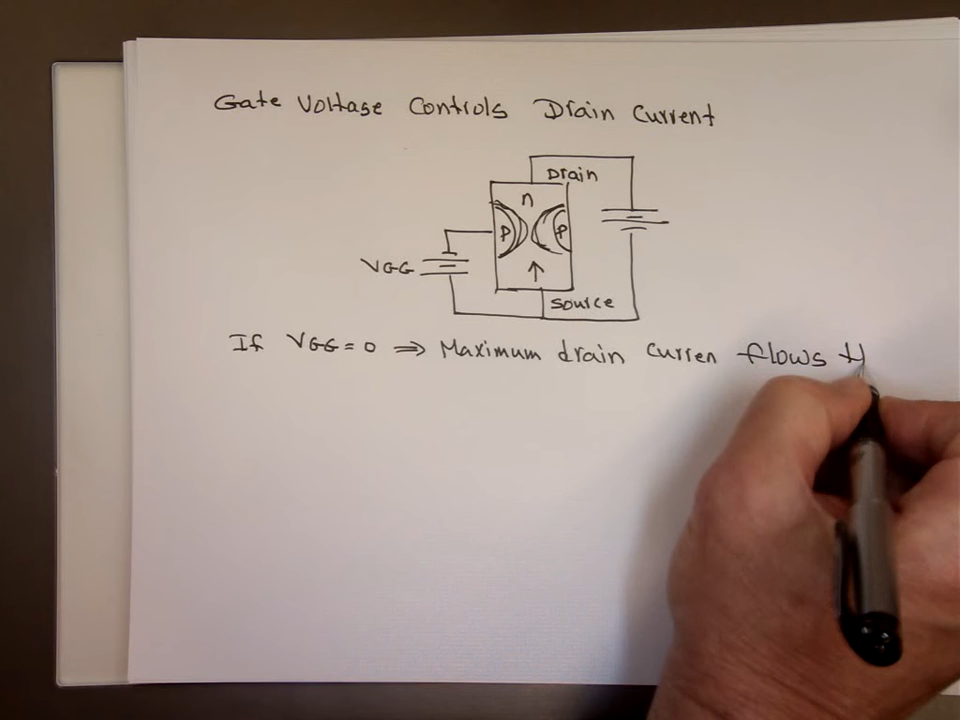 Gate Voltage Controls Drain Current
Drain
n
P P
VGG
Source
If VGG = 0 ⇒ Maximum drain Curren flows